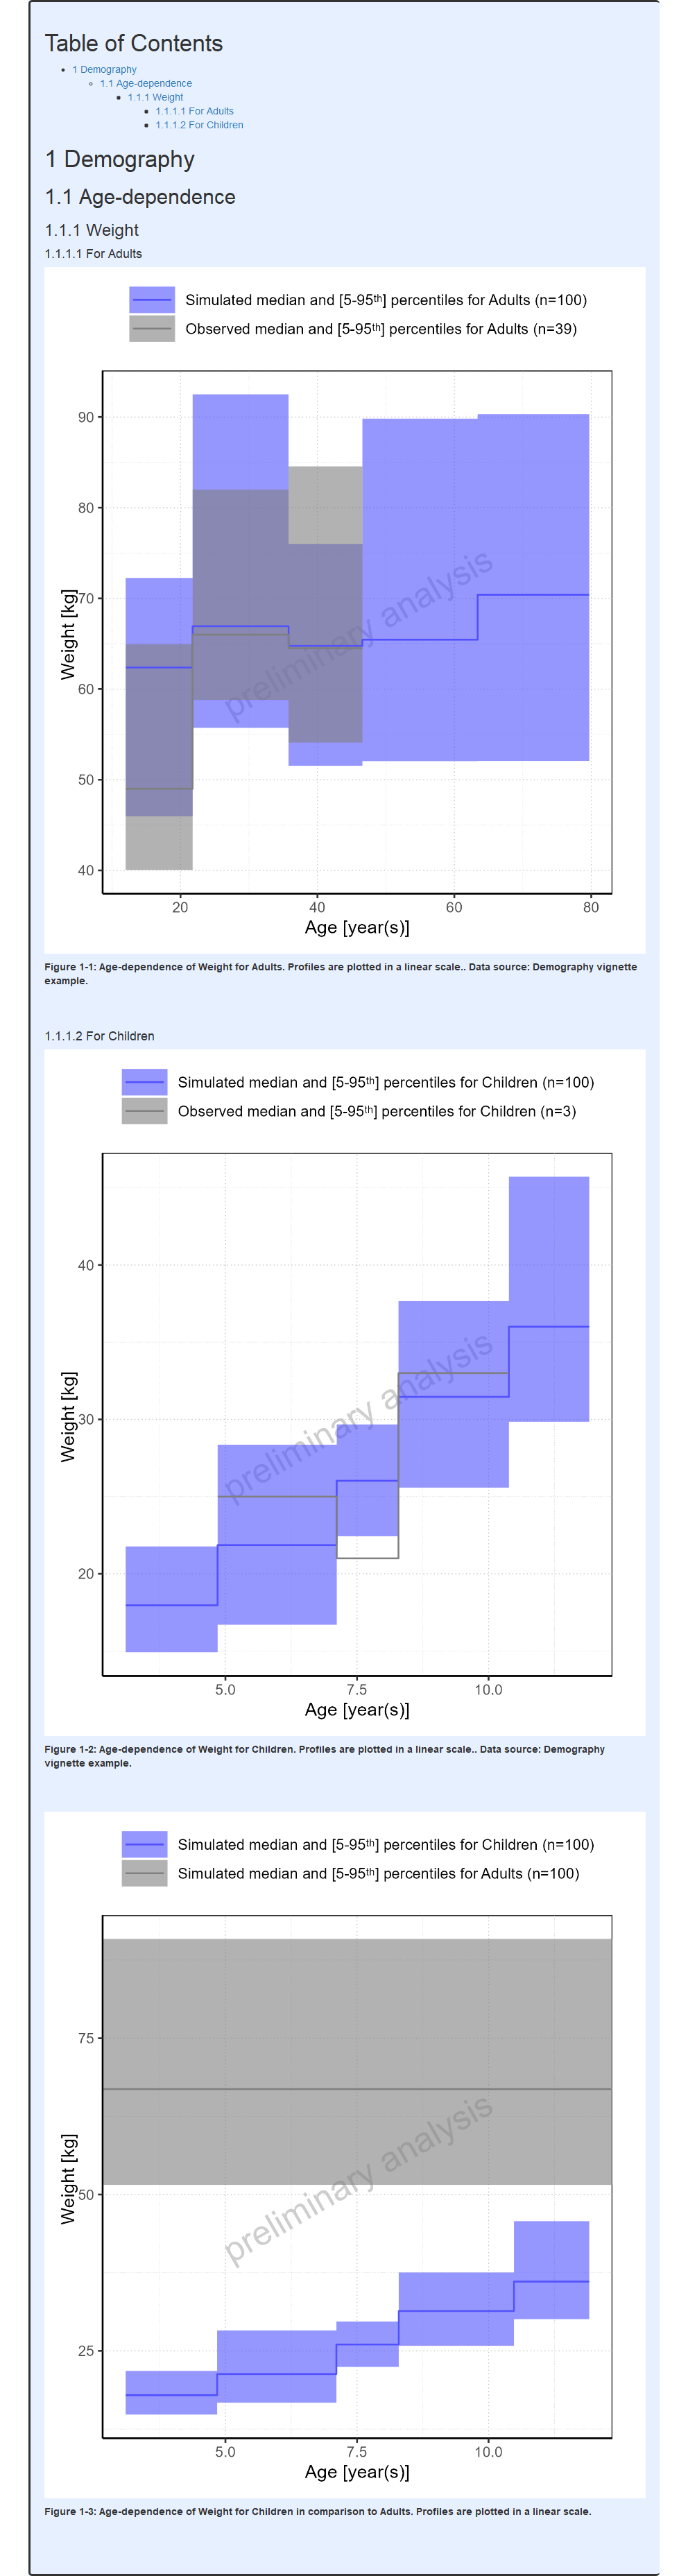 Table of Contents
1 Demography
1.1 Age-dependence
1.1.1 Weight
1.1.1.1 For Adults
1.1.1.2 For Children
1 Demography
1.1 Age-dependence
1.1.1 Weight
1.1.1.1 For Adults
Simulated median and [5-95th] percentiles for Adults (n=100)
Observed median and [5-95th] percentiles for Adults (n=39)
90
80
70
60
50
40
Weight [kg]
preliminary analysis
20 40 60 80
Age [year(s)]
Figure 1-1: Age-dependence of Weight for Adults. Profiles are plotted in a linear scale.. Data source: Demography vignette
example.
1.1.1.2 For Children
Simulated median and [5-95th] percentiles for Children (n=100)
Observed median and [5-95th] percentiles for Children (n=3)
40
30
20
Weight [kg]
preliminary analysis
5.0 7.5 10.0
Age [year(s)]
Figure 1-2: Age-dependence of Weight for Children. Profiles are plotted in a linear scale.. Data source: Demography
vignette example.
Simulated median and [5-95th] percentiles for Children (n=100)
Simulated median and [5-95th] percentiles for Adults (n=100)
75
50
25
Weight [kg]
preliminary analysis
5.0 7.5 10.0
Age [year(s)]
Figure 1-3: Age-dependence of Weight for Children in comparison to Adults. Profiles are plotted in a linear scale.